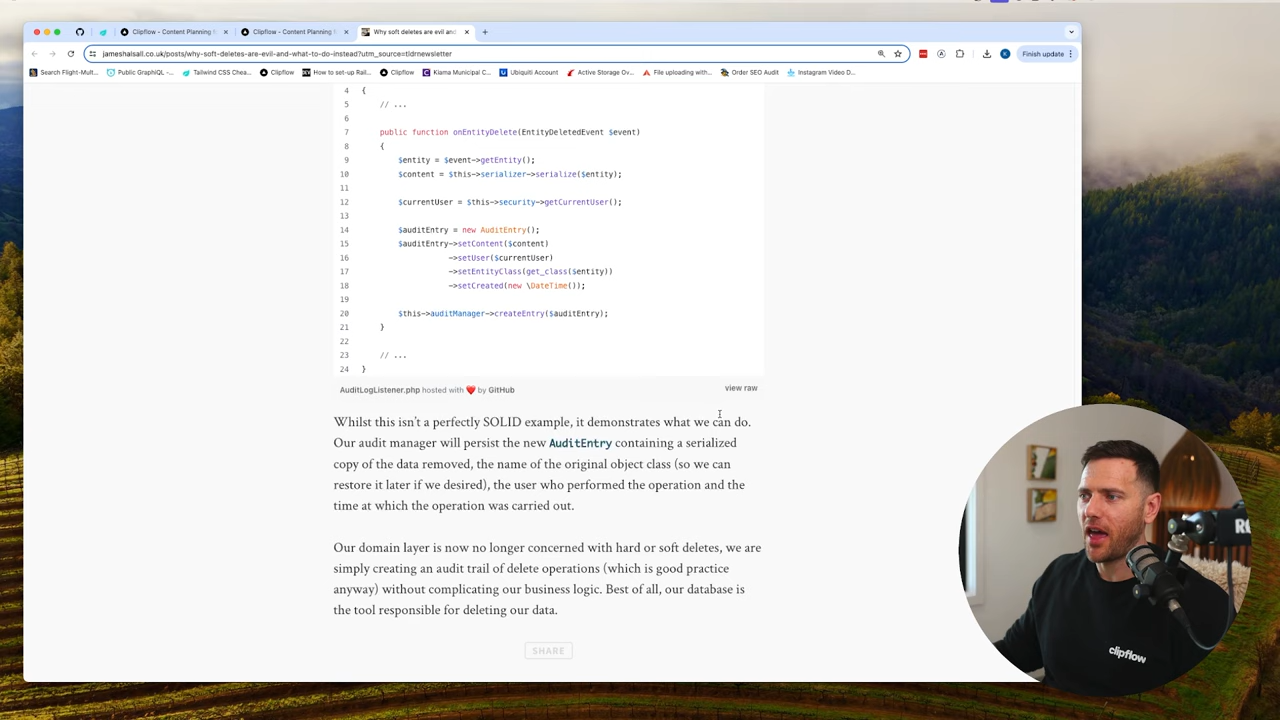 Clipflow - Content Planning
Clipflow - Content Planning
Why soft deletes are evil and
jameshalsall.co.uk/posts/why-soft-deletes-are-evil-and-what-to-do-instead?utm_source=tldrnewsletter
Finish update
Search Flight-Mult...
Public GraphiQL -...
Tailwind CSS Chea...
Clipflow
How to set-up Rail...
Clipflow
Kiama Municipal C...
Ubiquiti Account
Active Storage Ov...
File uploading with...
Order SEO Audit
Instagram Video D...
4 {
5 // ...
6
7 public function onEntityDelete(EntityDeletedEvent $event)
8 {
9 $entity = $event->getEntity();
10 $content = $this->serializer->serialize($entity);
11
12 $currentUser = $this->security->getCurrentUser();
13
14 $auditEntry = new AuditEntry();
15 $auditEntry->setContent($content)
16 ->setUser($currentUser)
17 ->setEntityClass(get_class($entity))
18 ->setCreated(new \DateTime());
19
20 $this->auditManager->createEntry($auditEntry);
21 }
22
23 // ...
24 }
AuditLogListener.php hosted with ❤ by GitHub
view raw
Whilst this isn't a perfectly SOLID example, it demonstrates what we can do.
Our audit manager will persist the new AuditEntry containing a serialized
copy of the data removed, the name of the original object class (so we can
restore it later if we desired), the user who performed the operation and the
time at which the operation was carried out.
Our domain layer is now no longer concerned with hard or soft deletes, we are
simply creating an audit trail of delete operations (which is good practice
anyway) without complicating our business logic. Best of all, our database is
the tool responsible for deleting our data.
SHARE
clipflow